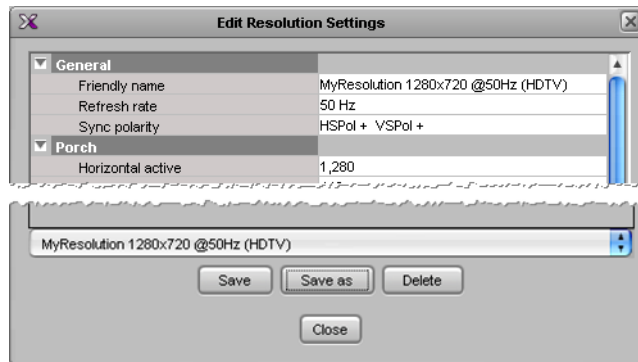 Edit Resolution Settings
General
Friendly name MyResolution 1280x720 @50Hz (HDTV)
Refresh rate 50 Hz
Sync polarity HSPol + VSPol +
Porch
Horizontal active 1,280
MyResolution 1280x720 @50Hz (HDTV)
Save Save as Delete
Close